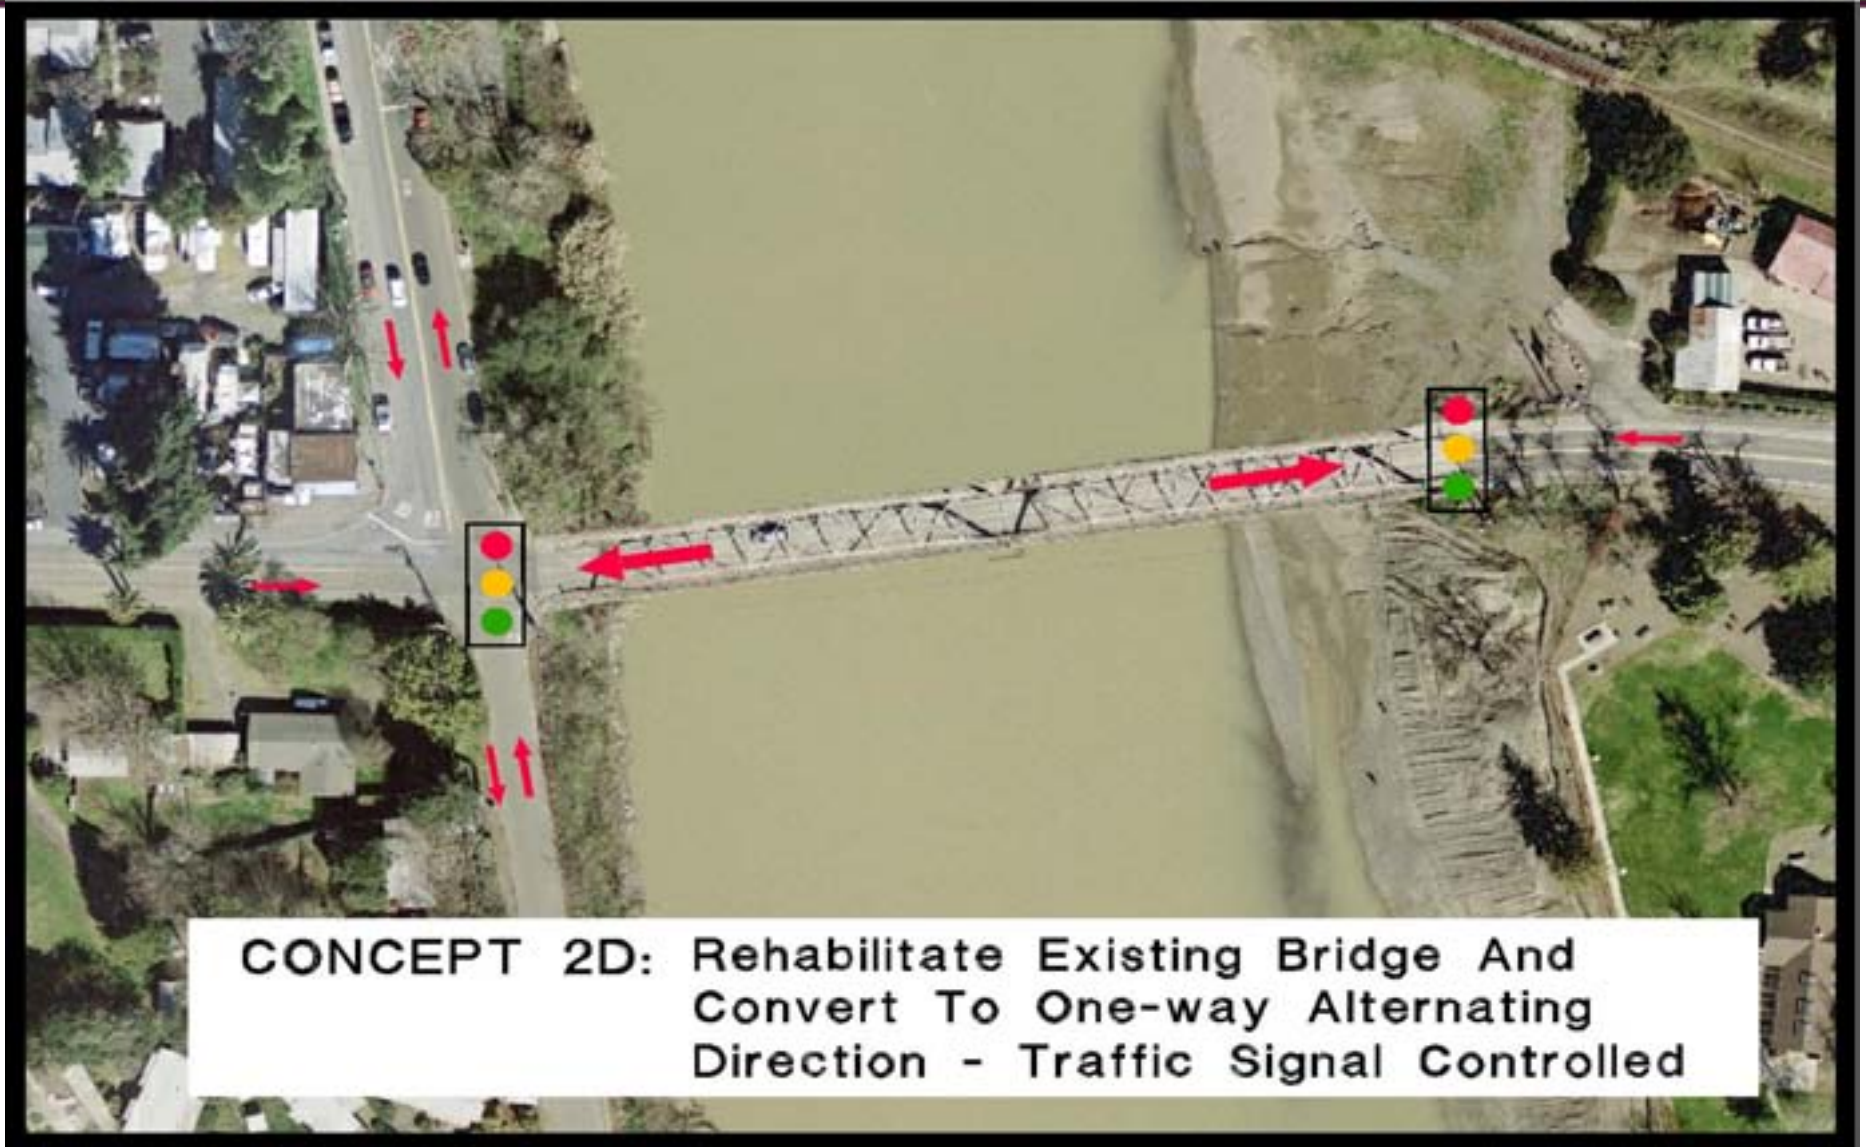 CONCEPT 2D: Rehabilitate Existing Bridge And
Convert To One-way Alternating
Direction - Traffic Signal Controlled